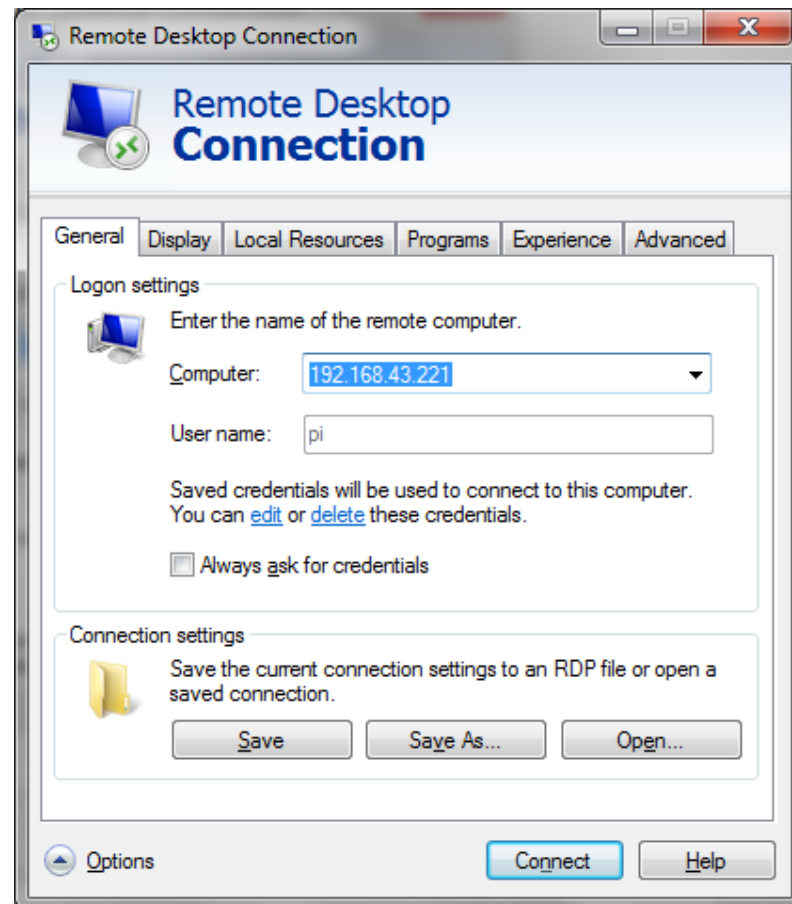 Remote Desktop Connection
Remote Desktop
Connection
General Display Local Resources Programs Experience Advanced
Logon settings
Enter the name of the remote computer.
Computer: 192.168.43.221
User name: pi
Saved credentials will be used to connect to this computer.
You can edit or delete these credentials.
Always ask for credentials
Connection settings
Save the current connection settings to an RDP file or open a
saved connection.
Save Save As... Open...
Options Connect Help